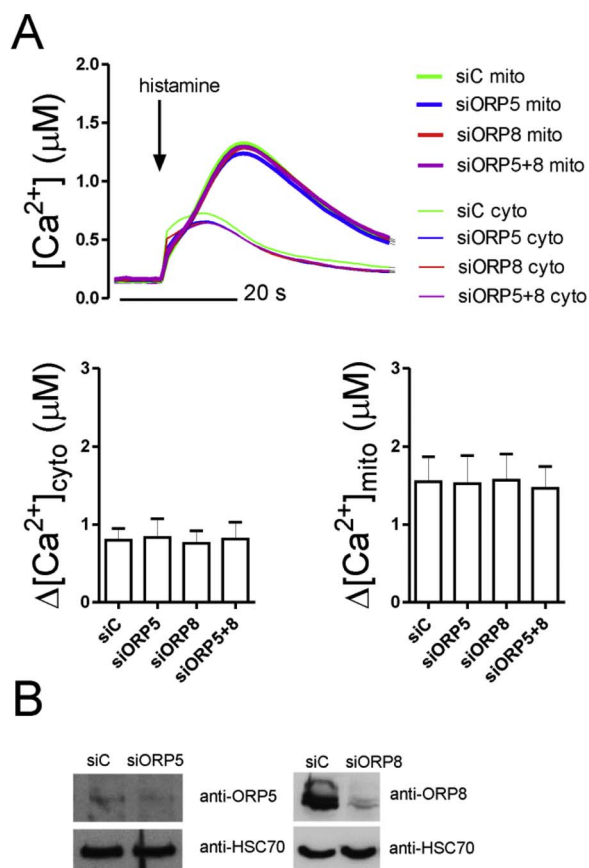 A
2.0
1.5
1.0
0.5
0.0
[Ca2+] (μM)
histamine
20 s
siC mito
siORP5 mito
siORP8 mito
siORP5+8 mito
siC cyto
siORP5 cyto
siORP8 cyto
siORP5+8 cyto
3
2
1
0
Δ[Ca2+]cyto (μM)
siC
siORP5
siORP8
siORP5+8
3
2
1
0
Δ[Ca2+]mito (μM)
siC
siORP5
siORP8
siORP5+8
B
siC siORP5
anti-ORP5
anti-HSC70
siC siORP8
anti-ORP8
anti-HSC70